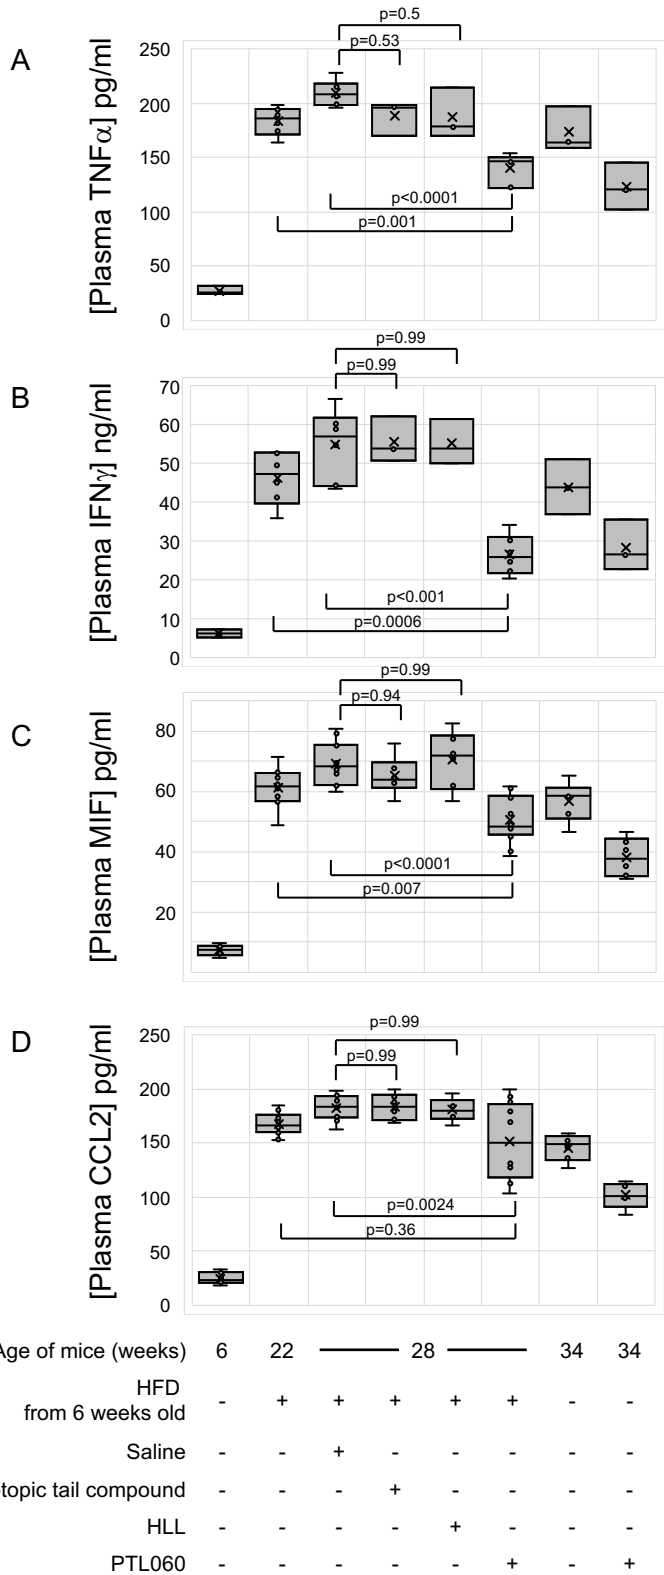 p=0.5
p=0.53
A
[Plasma TNFα] pg/ml
250
200
150
100
50
0
p<0.0001
p=0.001
p=0.99
p=0.99
B
[Plasma IFNγ] ng/ml
70
60
50
40
30
20
10
0
p<0.001
p=0.0006
p=0.99
p=0.94
C
[Plasma MIF] pg/ml
80
60
40
20
p<0.0001
p=0.007
D
[Plasma CCL2] pg/ml
250
200
150
100
50
0
p=0.99
p=0.99
p=0.0024
p=0.36
Age of mice (weeks) 6 22 28 34 34
HFD
from 6 weeks old - + + + + + - -
Saline - - + - - - - -
otopic tail compound - - - + - - - -
HLL - - - - + - - -
PTL060 - - - - - + - +